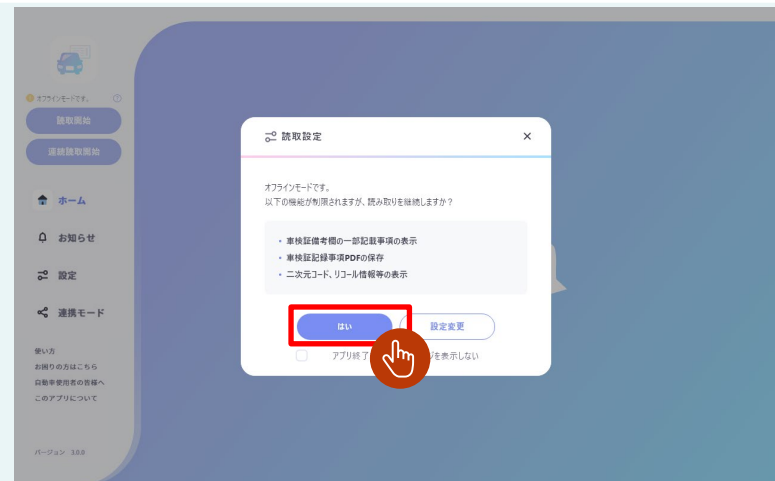 オフラインモードです。
読取開始
連続読取開始
ホーム
お知らせ
設定
連携モード
使い方
お困りの方はこちら
自動車使用者の皆様へ
このアプリについて
バージョン 3.0.0
読取設定
オフラインモードです。
以下の機能が制限されますが、読み取りを継続しますか？
・車検証備考欄の一部記載事項の表示
・車検証記録事項PDFの保存
・二次元コード、リコール情報等の表示
はい
設定変更
アプリ終了
を表示しない